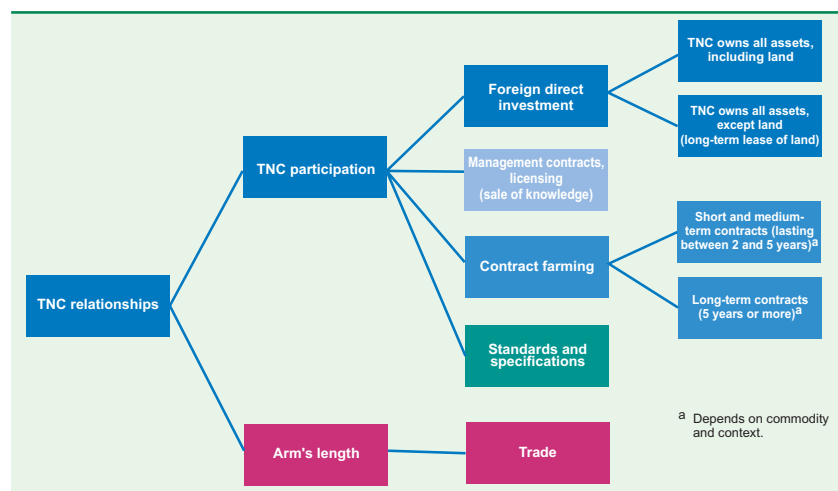 TNC relationships
TNC participation
Arm's length
Foreign direct
investment
Management contracts,
licensing
(sale of knowledge)
Contract farming
Standards and
specifications
Trade
TNC owns all assets,
including land
TNC owns all assets,
except land
(long-term lease of land)
Short and medium-
term contracts (lasting
between 2 and 5 years)a
Long-term contracts
(5 years or more)a
a Depends on commodity
and context.